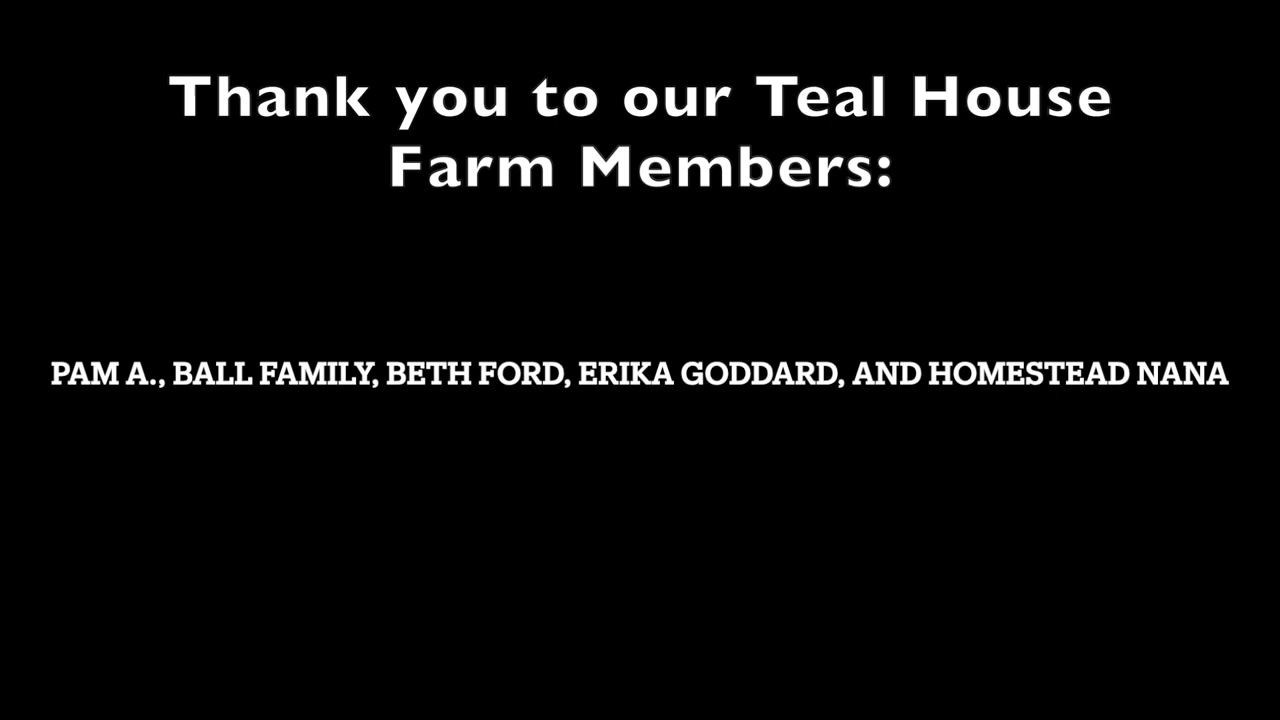 Thank you to our Teal House
Farm Members:
PAM A., BALL FAMILY, BETH FORD, ERIKA GODDARD, AND HOMESTEAD NANA